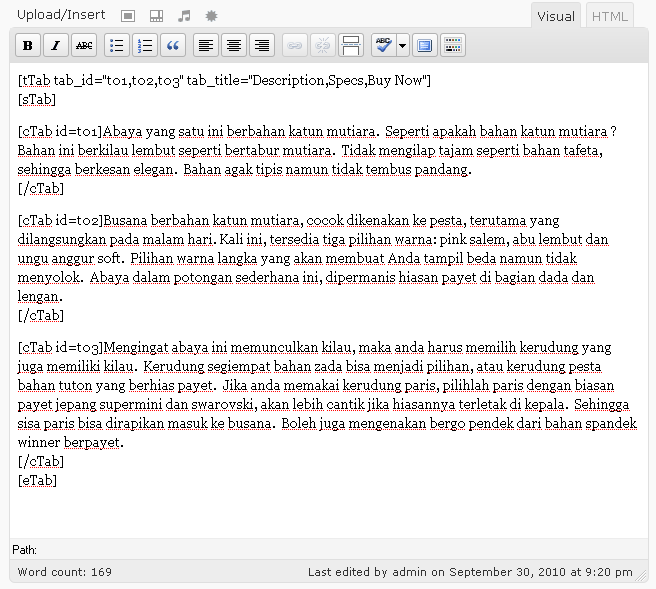 Upload/Insert
Visual
HTML
B I ABC
ABC
[tTab tab_id="t01,t02,t03" tab_title="Description,Specs,Buy Now"]
[sTab]
[cTab id=t01]Abaya yang satu ini berbahan katun mutiara. Seperti apakah bahan katun mutiara ?
Bahan ini berkilau lembut seperti bertabur mutiara. Tidak mengilap tajam seperti bahan tafeta,
sehingga berkesan elegan. Bahan agak tipis namun tidak tembus pandang.
[/cTab]
[cTab id=t02]Busana berbahan katun mutiara, cocok dikenakan ke pesta, terutama yang
dilangsungkan pada malam hari. Kali ini, tersedia tiga pilihan warna: pink salem, abu lembut dan
ungu anggur soft. Pilihan warna langka yang akan membuat Anda tampil beda namun tidak
menyolok. Abaya dalam potongan sederhana ini, dipermanis hiasan payet di bagian dada dan
lengan.
[/cTab]
[cTab id=t03]Mengingat abaya ini memunculkan kilau, maka anda harus memilih kerudung yang
juga memiliki kilau. Kerudung segiempat bahan zada bisa menjadi pilihan, atau kerudung pesta
bahan tuton yang berhias payet. Jika anda memakai kerudung paris, pilihlah paris dengan biasan
payet jepang supermini dan swarovski, akan lebih cantik jika hiasannya terletak di kepala. Sehingga
sisa paris bisa dirapikan masuk ke busana. Boleh juga mengenakan bergo pendek dari bahan spandek
winner berpayet.
[/cTab]
[eTab]
Path:
Word count: 169
Last edited by admin on September 30, 2010 at 9:20 pm